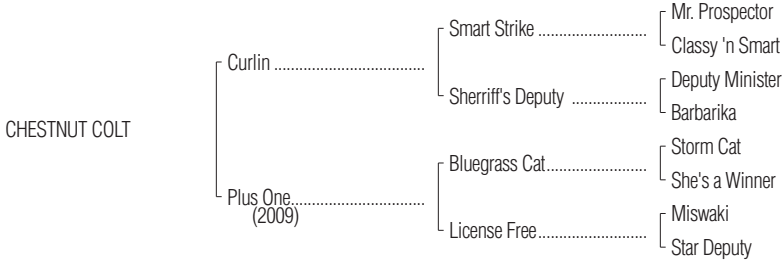 Mr. Prospector
Smart Strike ..........................
Classy 'n Smart
Curlin ....................................
Deputy Minister
Sherriff's Deputy ..................
Barbarika
CHESTNUT COLT
Storm Cat
Bluegrass Cat........................
She's a Winner
Plus One................................
(2009)
Miswaki
License Free..........................
Star Deputy